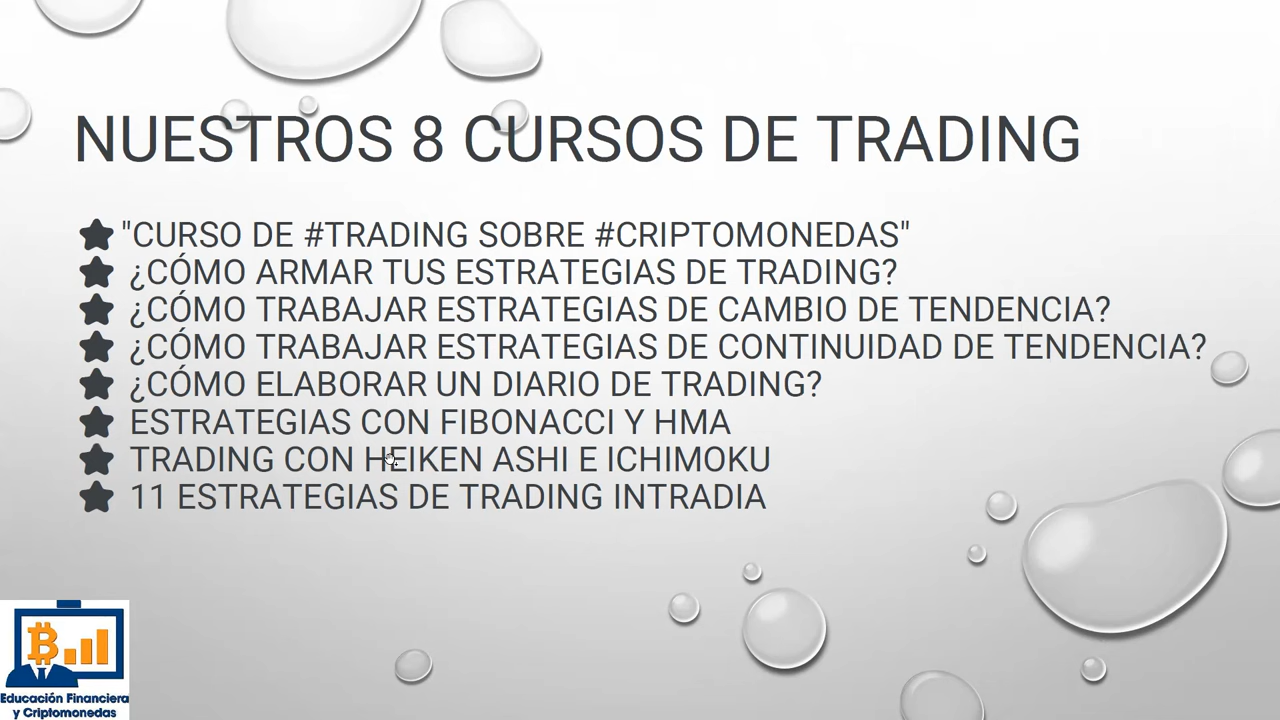 NUESTROS 8 CURSOS DE TRADING
"CURSO DE #TRADING SOBRE #CRIPTOMONEDAS"
¿CÓMO ARMAR TUS ESTRATEGIAS DE TRADING?
¿CÓMO TRABAJAR ESTRATEGIAS DE CAMBIO DE TENDENCIA?
¿CÓMO TRABAJAR ESTRATEGIAS DE CONTINUIDAD DE TENDENCIA?
¿CÓMO ELABORAR UN DIARIO DE TRADING?
ESTRATEGIAS CON FIBONACCI Y HMA
TRADING CON HEIKEN ASHI E ICHIMOKU
11 ESTRATEGIAS DE TRADING INTRADIA
Educación Financiera
y Criptomonedas